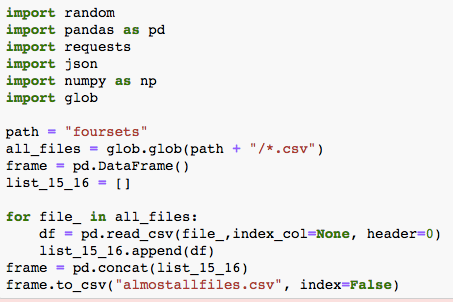 import random
import pandas as pd
import requests
import json
import numpy as np
import glob

path = "foursets"
all_files = glob.glob(path + "/*.csv")
frame = pd.DataFrame()
list_15_16 = []

for file_ in all_files:
    df = pd.read_csv(file_,index_col=None, header=0)
    list_15_16.append(df)
frame = pd.concat(list_15_16)
frame.to_csv("almostallfiles.csv", index=False)